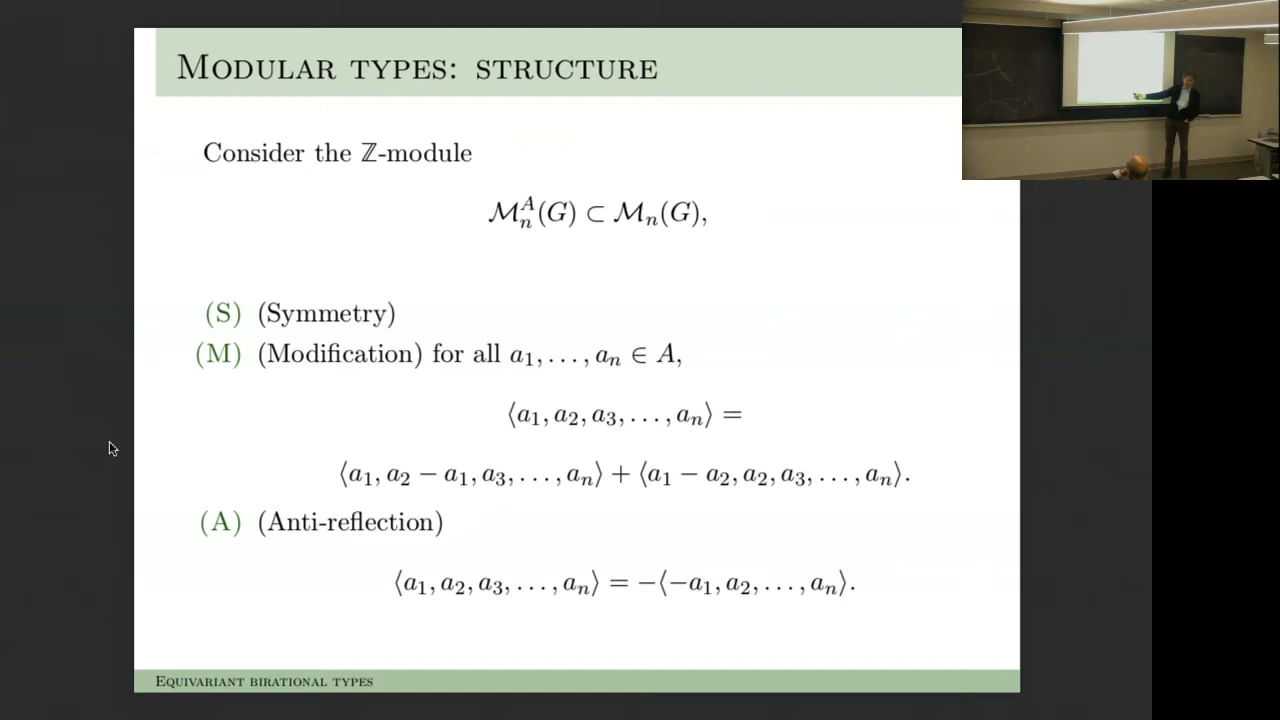 MODULAR TYPES: STRUCTURE
Consider the ℤ-module
ℳₙᴬ(G) ⊂ ℳₙ(G),
(S) (Symmetry)
(M) (Modification) for all a₁, . . . , aₙ ∈ A,
⟨a₁, a₂, a₃, . . . , aₙ⟩ =
⟨a₁, a₂ − a₁, a₃, . . . , aₙ⟩ + ⟨a₁ − a₂, a₂, a₃, . . . , aₙ⟩.
(A) (Anti-reflection)
⟨a₁, a₂, a₃, . . . , aₙ⟩ = −⟨−a₁, a₂, . . . , aₙ⟩.
EQUIVARIANT BIRATIONAL TYPES